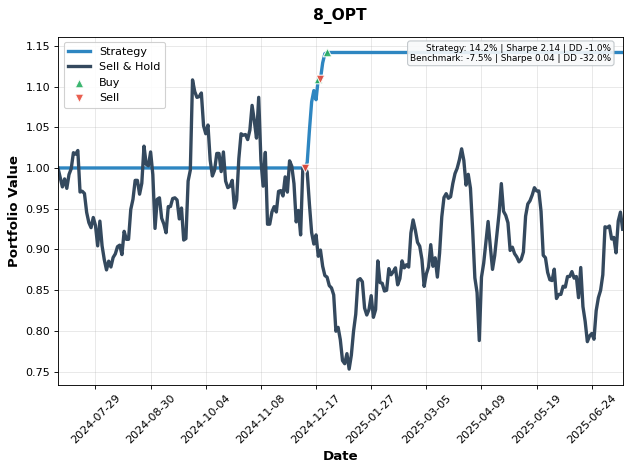 8_OPT
Strategy
Sell & Hold
Buy
Sell
Strategy: 14.2% | Sharpe 2.14 | DD -1.0%
Benchmark: -7.5% | Sharpe 0.04 | DD -32.0%
Portfolio Value
1.15
1.10
1.05
1.00
0.95
0.90
0.85
0.80
0.75
2024-07-29
2024-08-30
2024-10-04
2024-11-08
2024-12-17
2025-01-27
2025-03-05
2025-04-09
2025-05-19
2025-06-24
Date